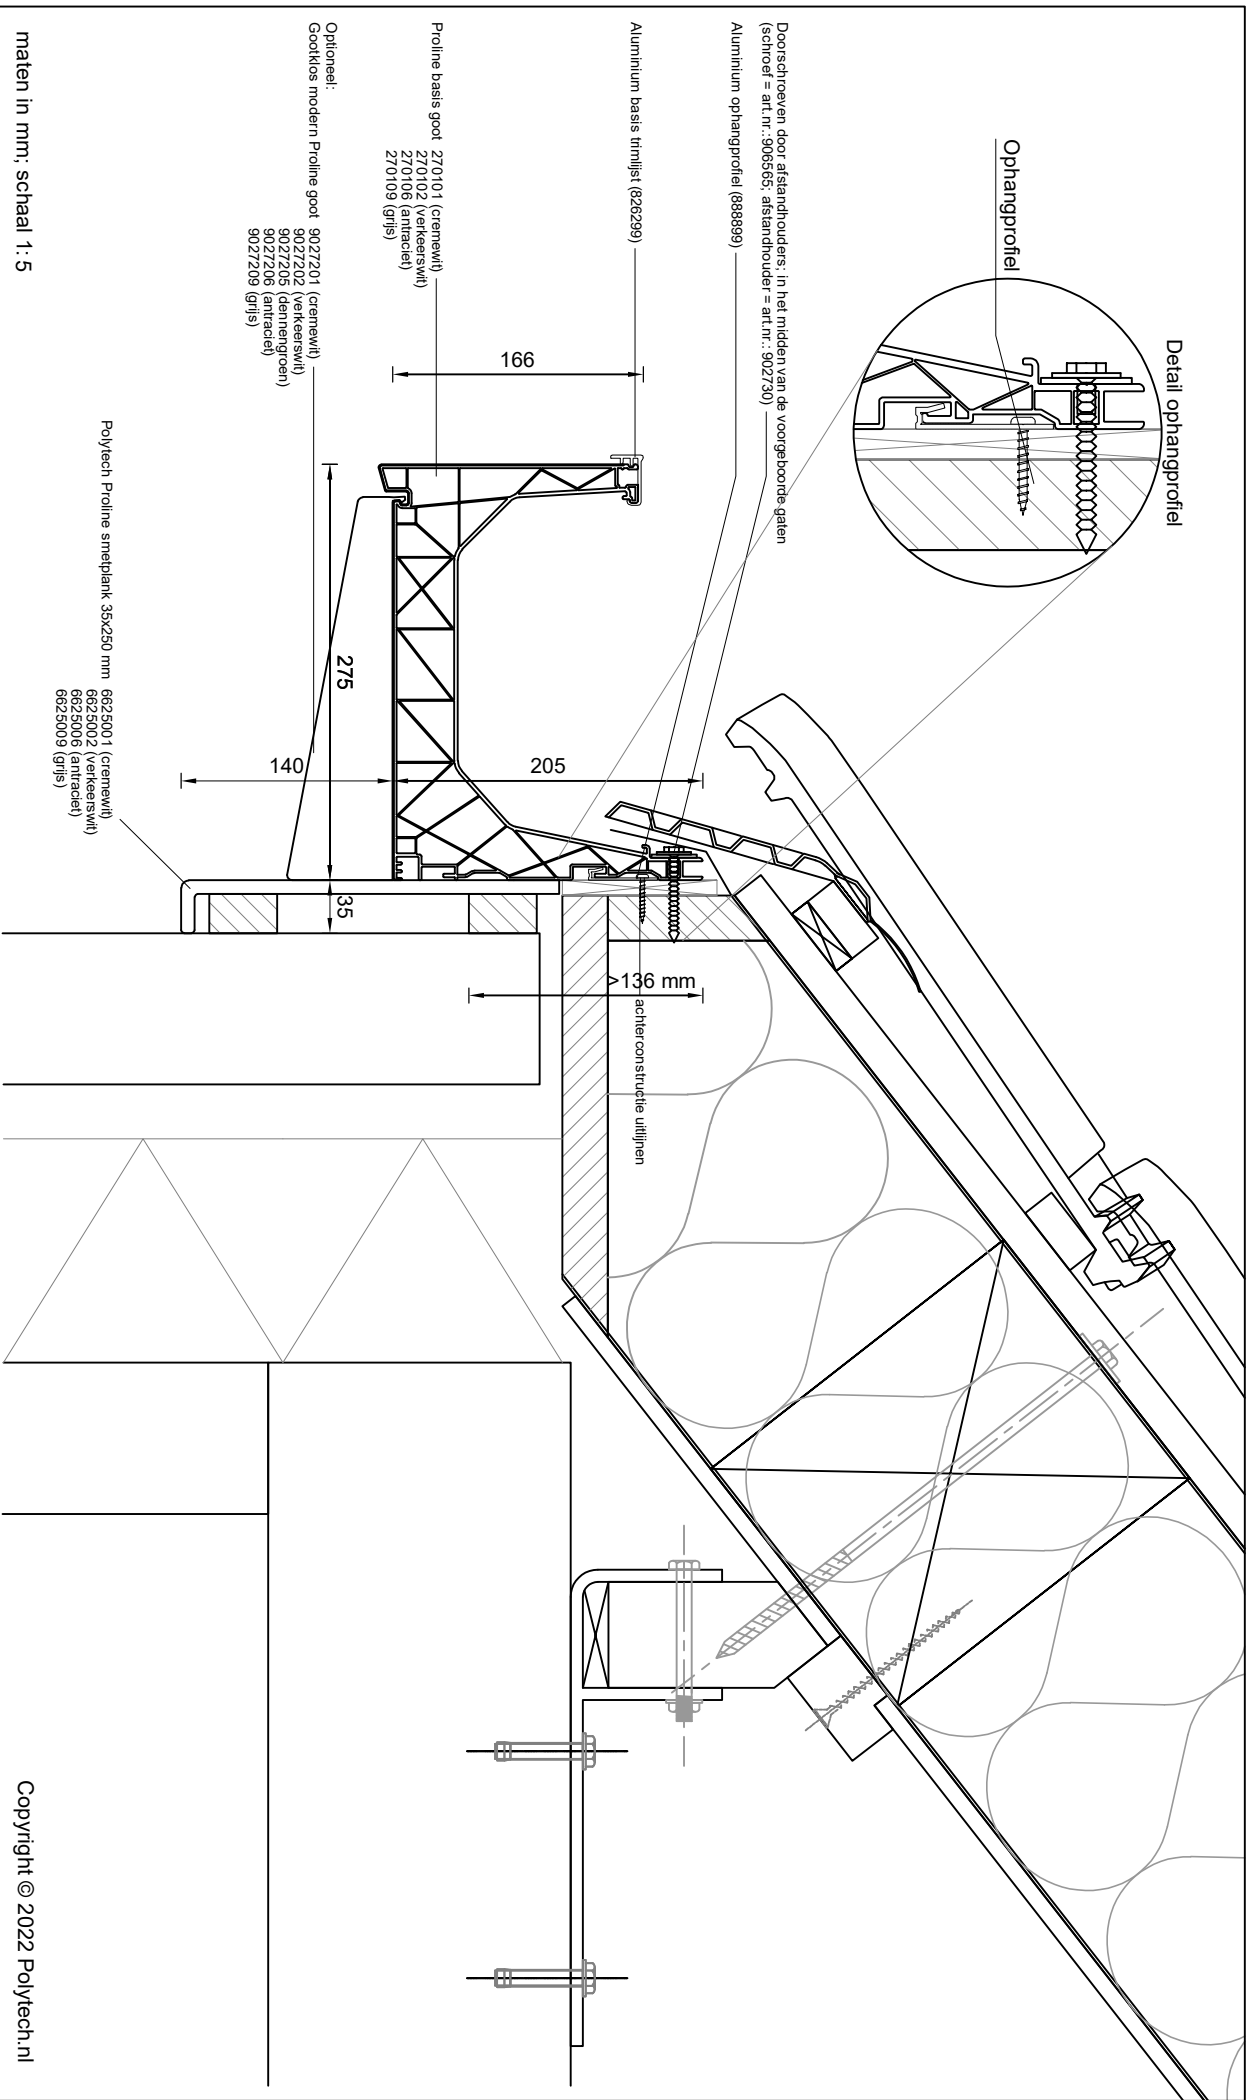 Detail ophangprofiel
Ophangprofiel
Doorschroeven door afstandhouders; in het midden van de voorgeboorde gaten
(schroef = art.nr.:906565; afstandhouder = art.nr.: 902730)
Aluminium ophangprofiel (888899)
Aluminium basis trimlijst (826299)
Proline basis goot 270101 (cremewit)
270102 (verkeerswit)
270106 (antraciet)
270109 (grijs)
Optioneel:
Gootklos modern Proline goot 9027201 (cremewit)
9027202 (verkeerswit)
9027205 (dennengroen)
9027206 (antraciet)
9027209 (grijs)
Polytech Proline smetplank 35x250 mm 6625001 (cremewit)
6625002 (verkeerswit)
6625006 (antraciet)
6625009 (grijs)
166
275
140
205
35
>136 mm
achterconstructie uitlijnen
maten in mm; schaal 1: 5
Copyright © 2022 Polytech.nl